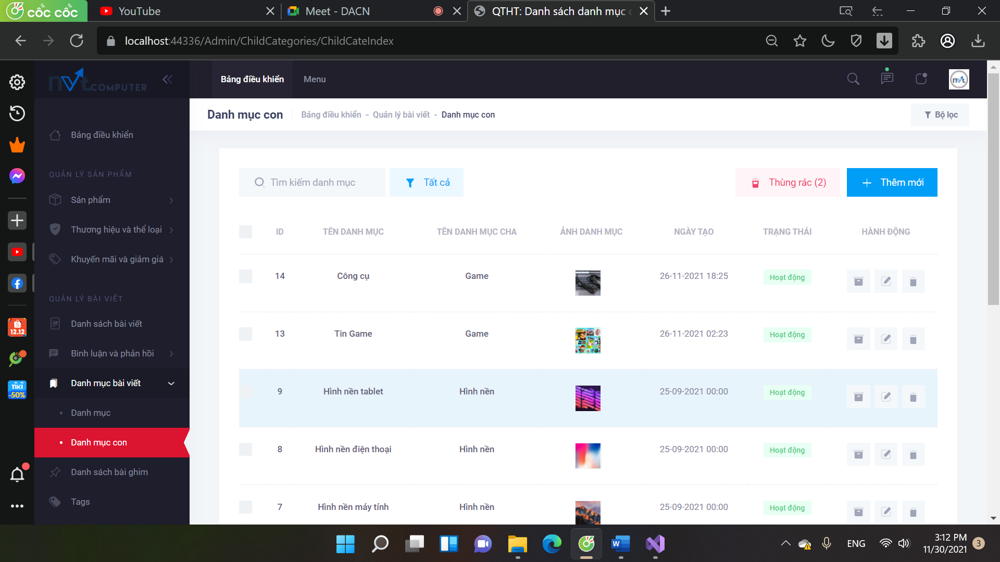 cốc cốc
YouTube
Meet - DACN
QTHT: Danh sách danh mục c
localhost:44336/Admin/ChildCategories/ChildCateIndex
nvt COMPUTER
Bảng điều khiển
Menu
nvt
Danh mục con
Bảng điều khiển - Quản lý bài viết - Danh mục con
Bộ lọc
Bảng điều khiển
QUẢN LÝ SẢN PHẨM
Sản phẩm
Thương hiệu và thể loại
Khuyến mãi và giảm giá
QUẢN LÝ BÀI VIẾT
Danh sách bài viết
Bình luận và phản hồi
Danh mục bài viết
Danh mục
Danh mục con
Danh sách bài ghim
Tags
12.12
TIKI
-50%
Tìm kiếm danh mục
Tất cả
Thùng rác (2)
Thêm mới
ID TÊN DANH MỤC TÊN DANH MỤC CHA ẢNH DANH MỤC NGÀY TẠO TRẠNG THÁI HÀNH ĐỘNG
14 Công cụ Game 26-11-2021 18:25 Hoạt động
13 Tin Game Game 26-11-2021 02:23 Hoạt động
9 Hình nền tablet Hình nền 25-09-2021 00:00 Hoạt động
8 Hình nền điện thoại Hình nền 25-09-2021 00:00 Hoạt động
7 Hình nền máy tính Hình nền 25-09-2021 00:00 Hoạt động
W
ENG
3:12 PM
11/30/2021
3